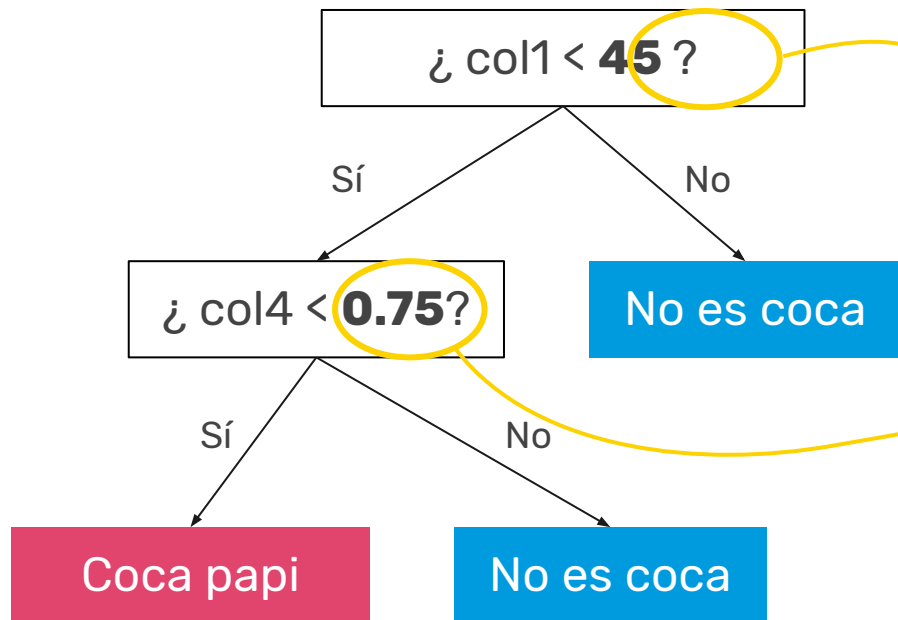 ¿ col1 < 45 ?
Sí
No
¿ col4 < 0.75?
No es coca
Sí
No
Coca papi
No es coca